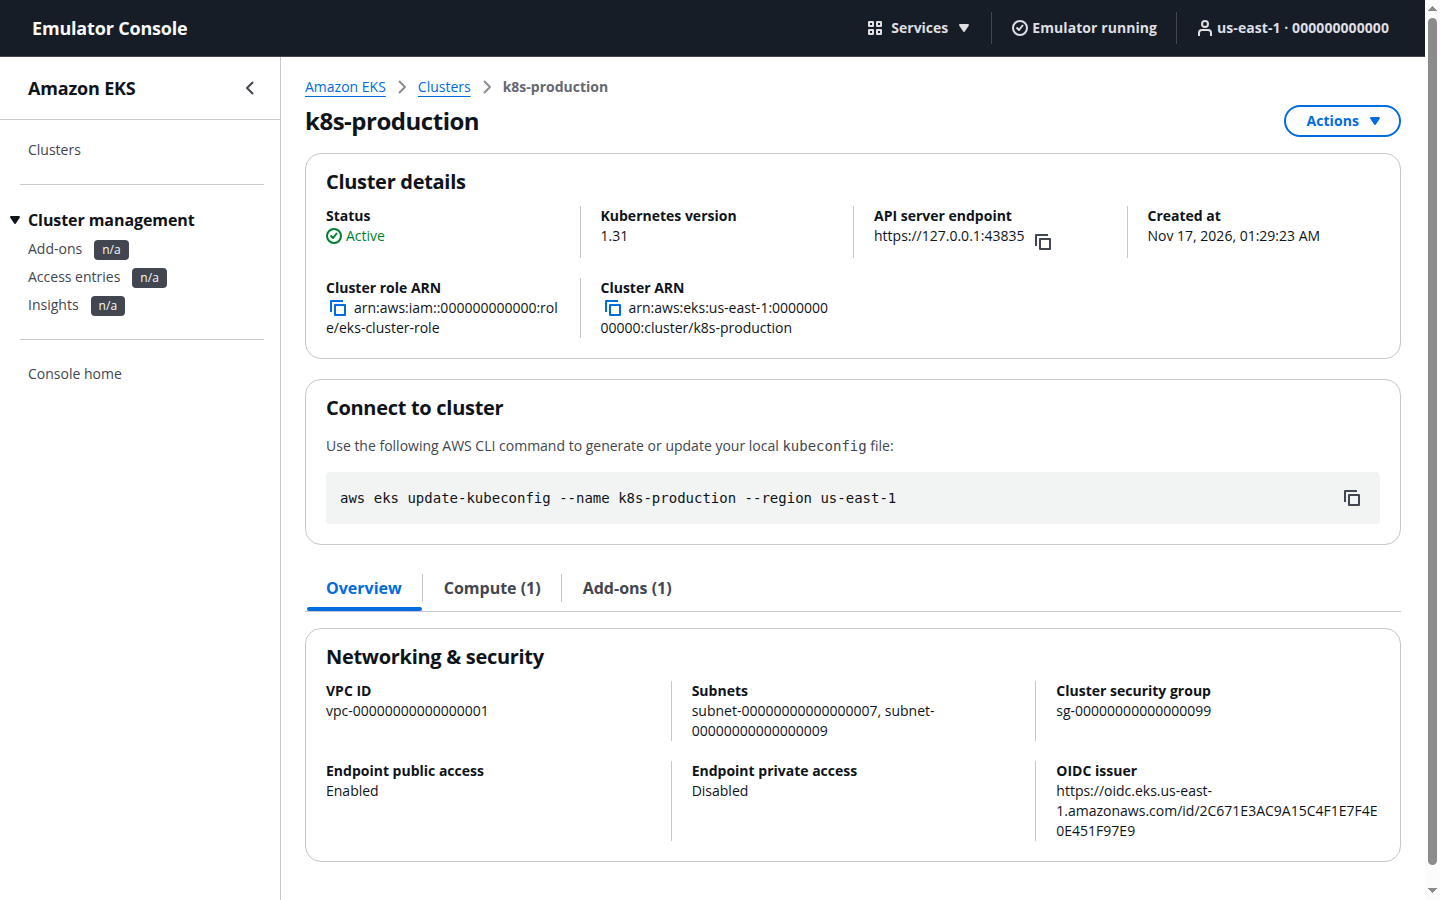 Emulator Console
Services
Emulator running
us-east-1 · 000000000000
Amazon EKS
Clusters
Cluster management
Add-ons n/a
Access entries n/a
Insights n/a
Console home
Amazon EKS > Clusters > k8s-production
k8s-production
Actions
Cluster details
Status
Active
Kubernetes version
1.31
API server endpoint
https://127.0.0.1:43835
Created at
Nov 17, 2026, 01:29:23 AM
Cluster role ARN
arn:aws:iam::000000000000:rol
e/eks-cluster-role
Cluster ARN
arn:aws:eks:us-east-1:0000000
00000:cluster/k8s-production
Connect to cluster
Use the following AWS CLI command to generate or update your local kubeconfig file:
aws eks update-kubeconfig --name k8s-production --region us-east-1
Overview
Compute (1)
Add-ons (1)
Networking & security
VPC ID
vpc-00000000000000001
Subnets
subnet-00000000000000007, subnet-
00000000000000009
Cluster security group
sg-00000000000000099
Endpoint public access
Enabled
Endpoint private access
Disabled
OIDC issuer
https://oidc.eks.us-east-
1.amazonaws.com/id/2C671E3AC9A15C4F1E7F4E
0E451F97E9